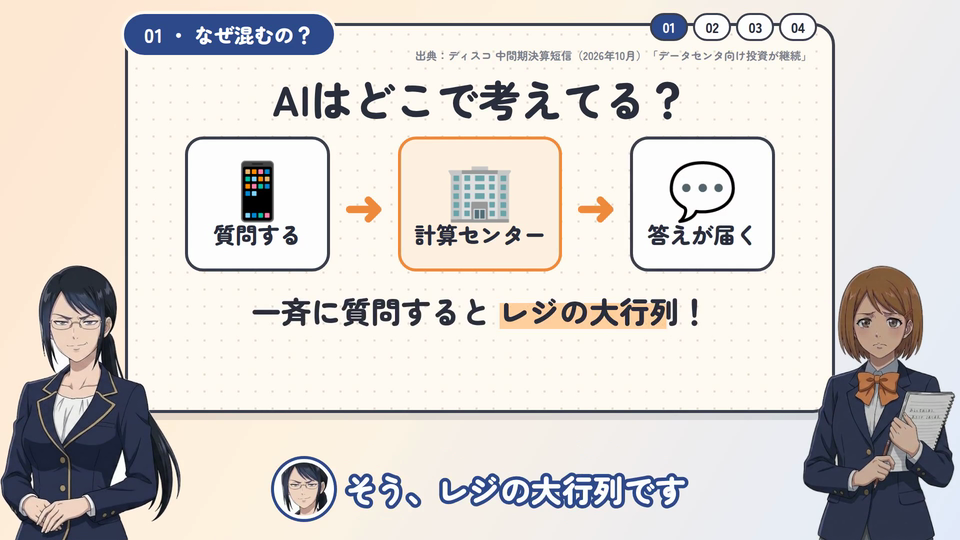 01 ・ なぜ混むの？
01 02 03 04
出典：ディスコ 中間期決算短信（2026年10月）「データセンタ向け投資が継続」
AIはどこで考えてる？
質問する
計算センター
答えが届く
一斉に質問すると レジの大行列！
そう、レジの大行列です